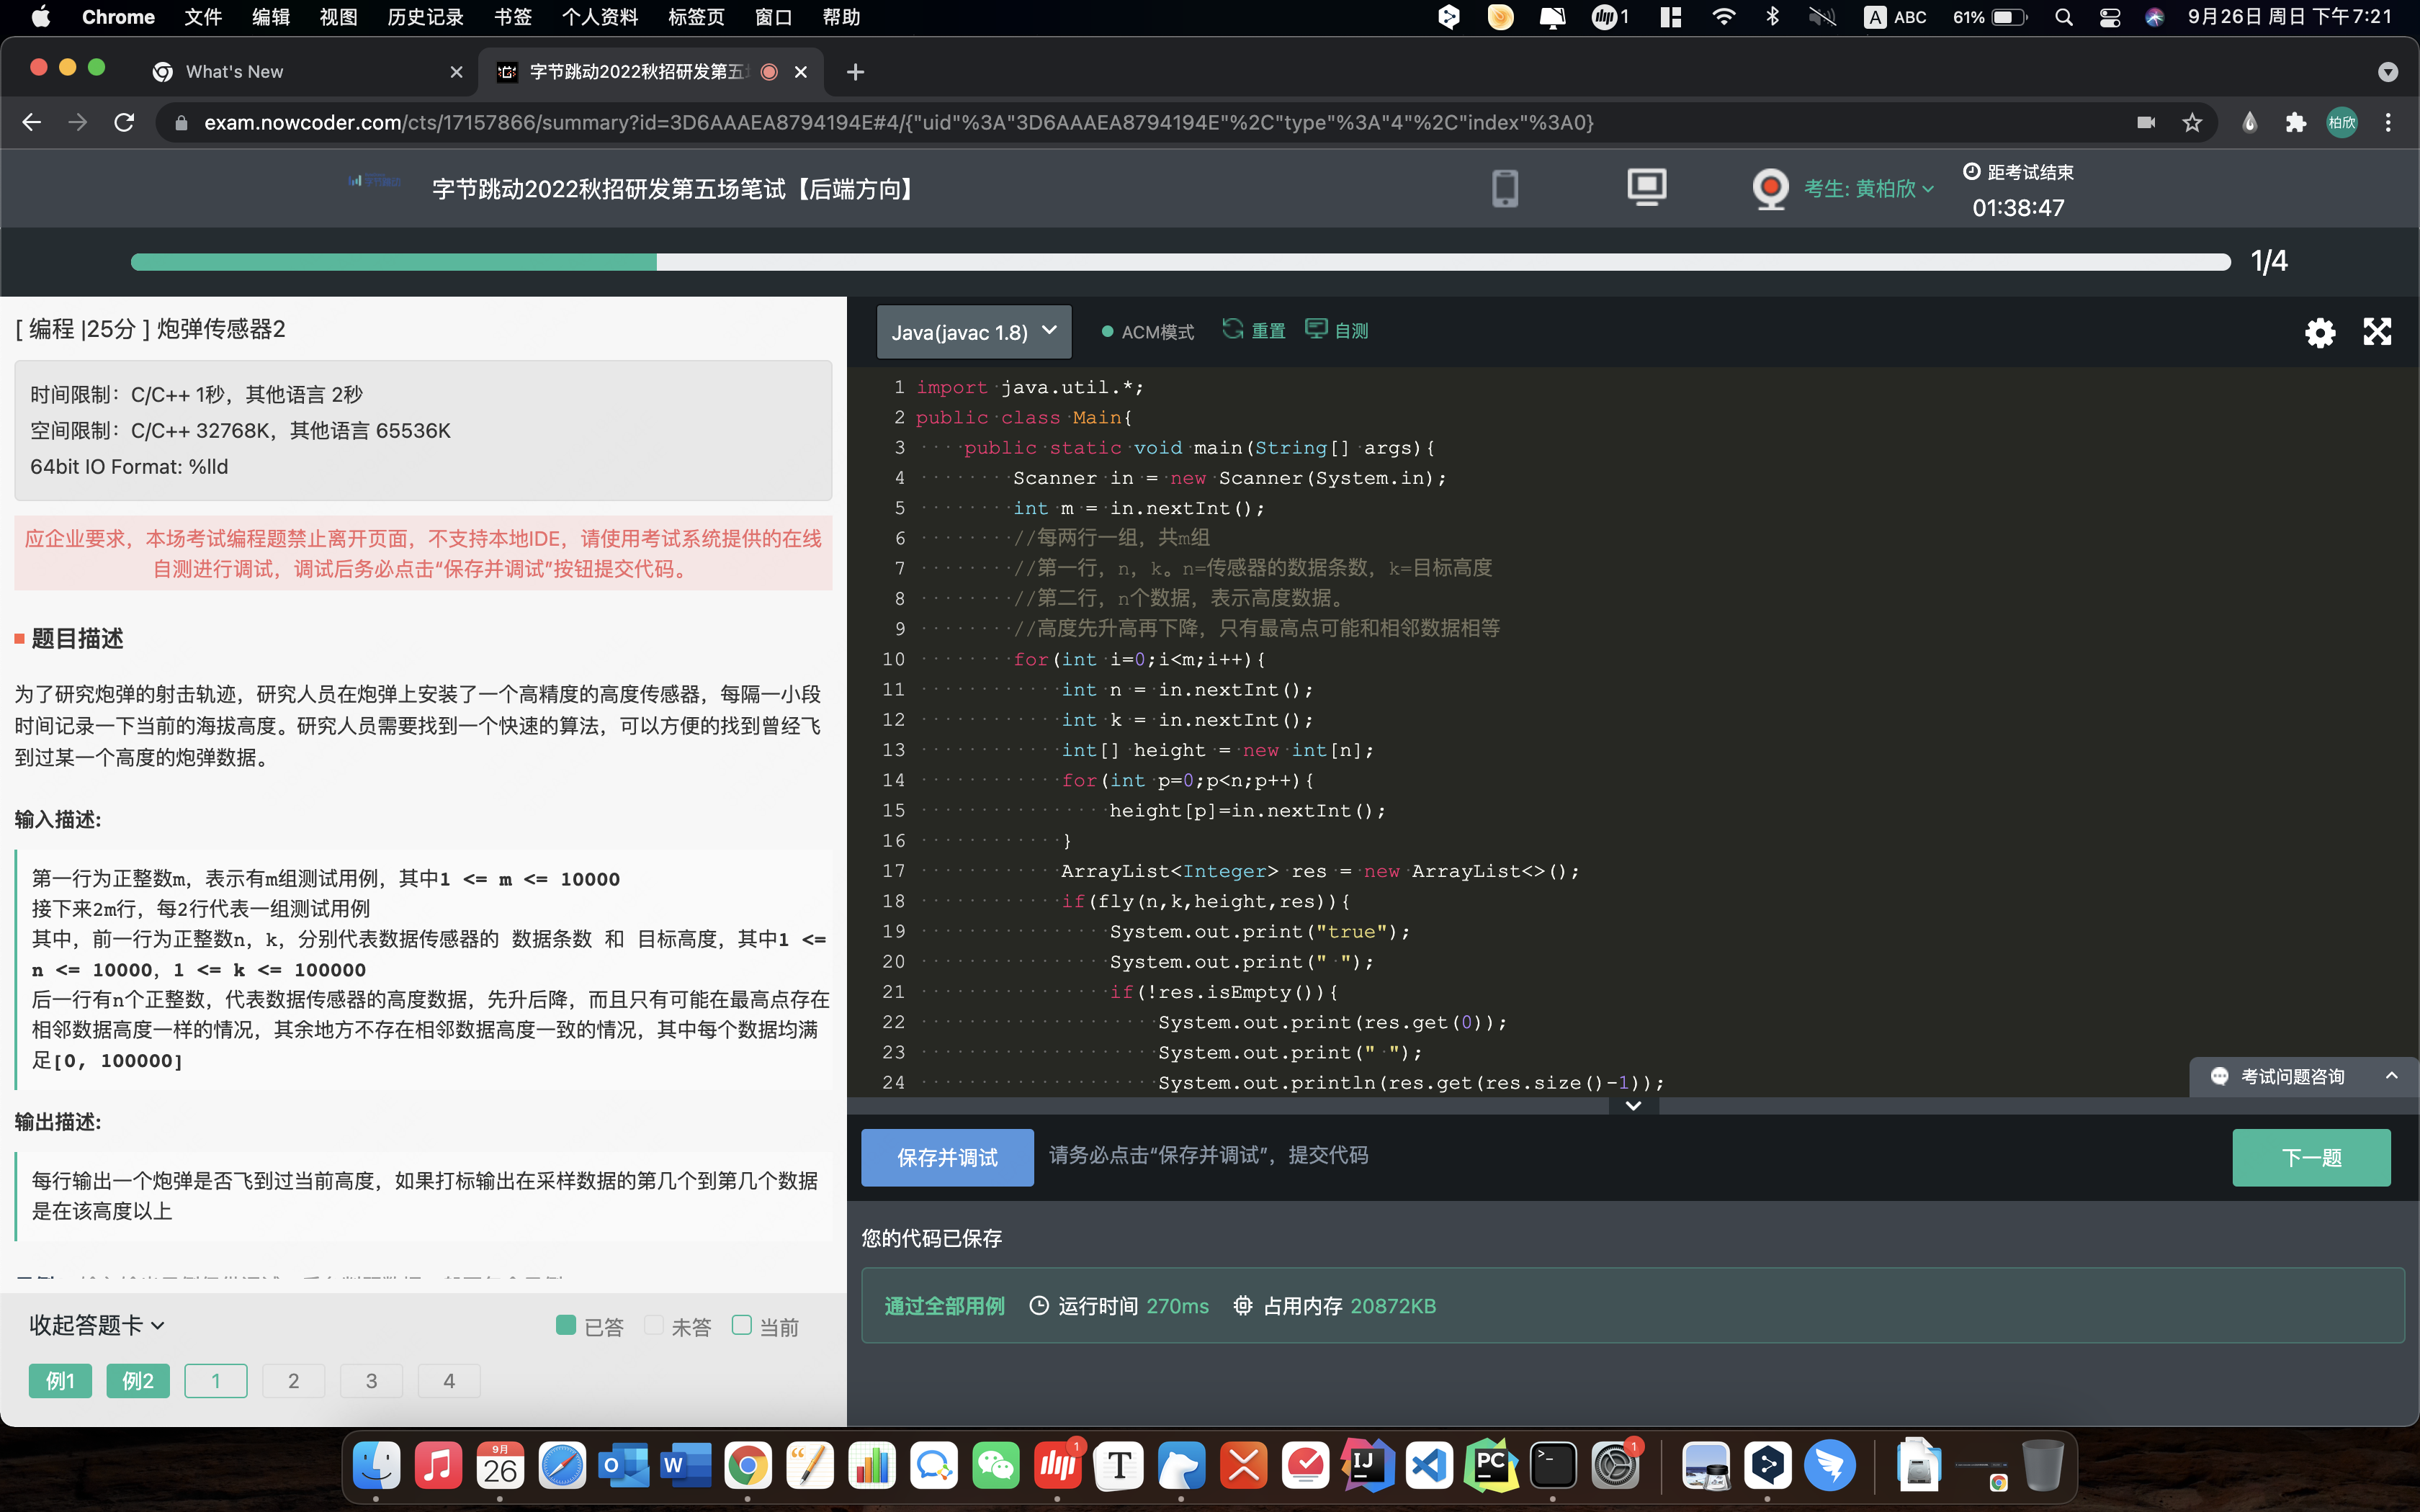 Chrome 文件 编辑 视图 历史记录 书签 个人资料 标签页 窗口 帮助 1 A ABC 61% 9月26日 周日 下午7:21
What's New 字节跳动2022秋招研发第五
exam.nowcoder.com/cts/17157866/summary?id=3D6AAAEA8794194E#4/{"uid"%3A"3D6AAAEA8794194E"%2C"type"%3A"4"%2C"index"%3A0} 柏欣
字节跳动2022秋招研发第五场笔试【后端方向】 考生: 黄柏欣 距考试结束
01:38:47
1/4
[ 编程 |25分 ] 炮弹传感器2
时间限制：C/C++ 1秒，其他语言 2秒
空间限制：C/C++ 32768K，其他语言 65536K
64bit IO Format: %lld
应企业要求，本场考试编程题禁止离开页面，不支持本地IDE，请使用考试系统提供的在线
自测进行调试，调试后务必点击“保存并调试”按钮提交代码。
题目描述
为了研究炮弹的射击轨迹，研究人员在炮弹上安装了一个高精度的高度传感器，每隔一小段
时间记录一下当前的海拔高度。研究人员需要找到一个快速的算法，可以方便的找到曾经飞
到过某一个高度的炮弹数据。
输入描述:
第一行为正整数m，表示有m组测试用例，其中1 <= m <= 10000
接下来2m行，每2行代表一组测试用例
其中，前一行为正整数n，k，分别代表数据传感器的 数据条数 和 目标高度，其中1 <=
n <= 10000，1 <= k <= 100000
后一行有n个正整数，代表数据传感器的高度数据，先升后降，而且只有可能在最高点存在
相邻数据高度一样的情况，其余地方不存在相邻数据高度一致的情况，其中每个数据均满
足[0, 100000]
输出描述:
每行输出一个炮弹是否飞到过当前高度，如果打标输出在采样数据的第几个到第几个数据
是在该高度以上
收起答题卡 已答 未答 当前
例1 例2 1 2 3 4
Java(javac 1.8) ACM模式 重置 自测
1 import java.util.*;
2 public class Main{
3 public static void main(String[] args){
4 Scanner in = new Scanner(System.in);
5 int m = in.nextInt();
6 //每两行一组，共m组
7 //第一行，n，k。n=传感器的数据条数，k=目标高度
8 //第二行，n个数据，表示高度数据。
9 //高度先升高再下降，只有最高点可能和相邻数据相等
10 for(int i=0;i<m;i++){
11 int n = in.nextInt();
12 int k = in.nextInt();
13 int[] height = new int[n];
14 for(int p=0;p<n;p++){
15 height[p]=in.nextInt();
16 }
17 ArrayList<Integer> res = new ArrayList<>();
18 if(fly(n,k,height,res)){
19 System.out.print("true");
20 System.out.print(" ");
21 if(!res.isEmpty()){
22 System.out.print(res.get(0));
23 System.out.print(" ");
24 System.out.println(res.get(res.size()-1));
考试问题咨询
保存并调试 请务必点击“保存并调试”，提交代码 下一题
您的代码已保存
通过全部用例 运行时间 270ms 占用内存 20872KB
9月
26
O
W
1
T
IJ
PC
1